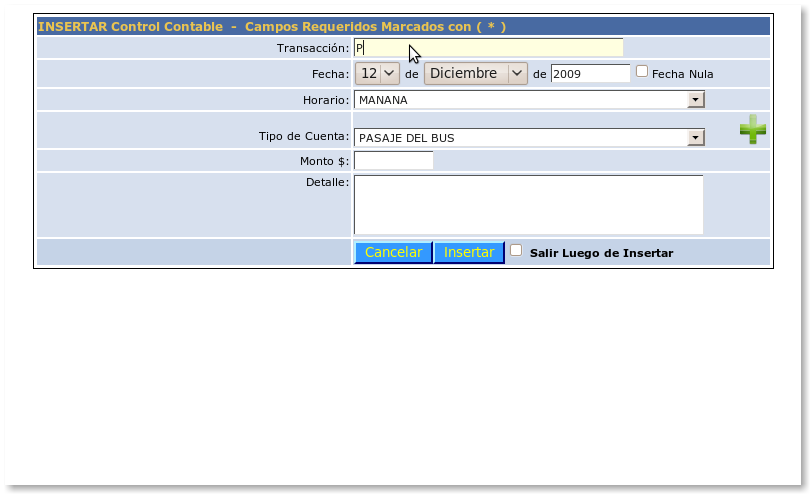 INSERTAR Control Contable - Campos Requeridos Marcados con ( * )
Transacción: P
Fecha: 12 de Diciembre de 2009 Fecha Nula
Horario: MANANA
Tipo de Cuenta: PASAJE DEL BUS
Monto $:
Detalle:
Cancelar Insertar Salir Luego de Insertar